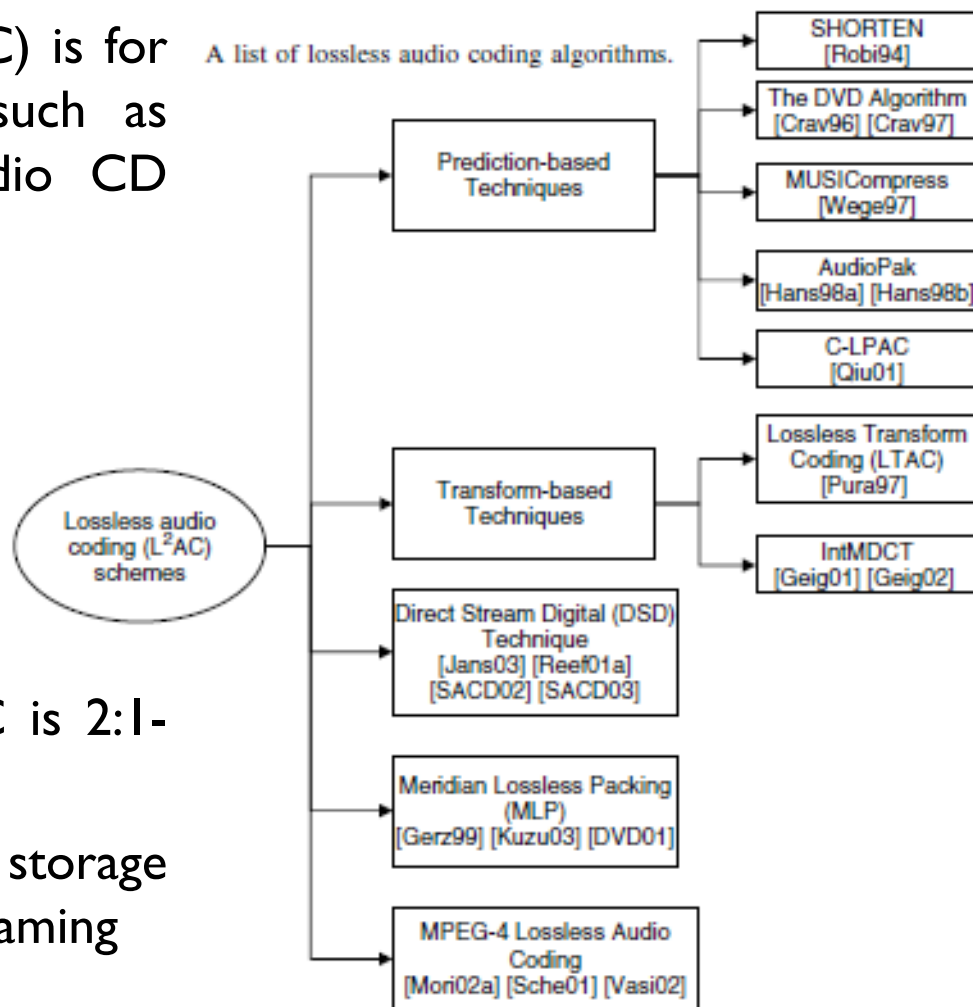 C) is for
such as
dio CD
C is 2:1-
storage
aming
A list of lossless audio coding algorithms.
Lossless audio
coding (L²AC)
schemes
Prediction-based
Techniques
SHORTEN
[Robi94]
The DVD Algorithm
[Crav96] [Crav97]
MUSICompress
[Wege97]
AudioPak
[Hans98a] [Hans98b]
C-LPAC
[Qiu01]
Transform-based
Techniques
Lossless Transform
Coding (LTAC)
[Pura97]
IntMDCT
[Geig01] [Geig02]
Direct Stream Digital (DSD)
Technique
[Jans03] [Reef01a]
[SACD02] [SACD03]
Meridian Lossless Packing
(MLP)
[Gerz99] [Kuzu03] [DVD01]
MPEG-4 Lossless Audio
Coding
[Mori02a] [Sche01] [Vasi02]